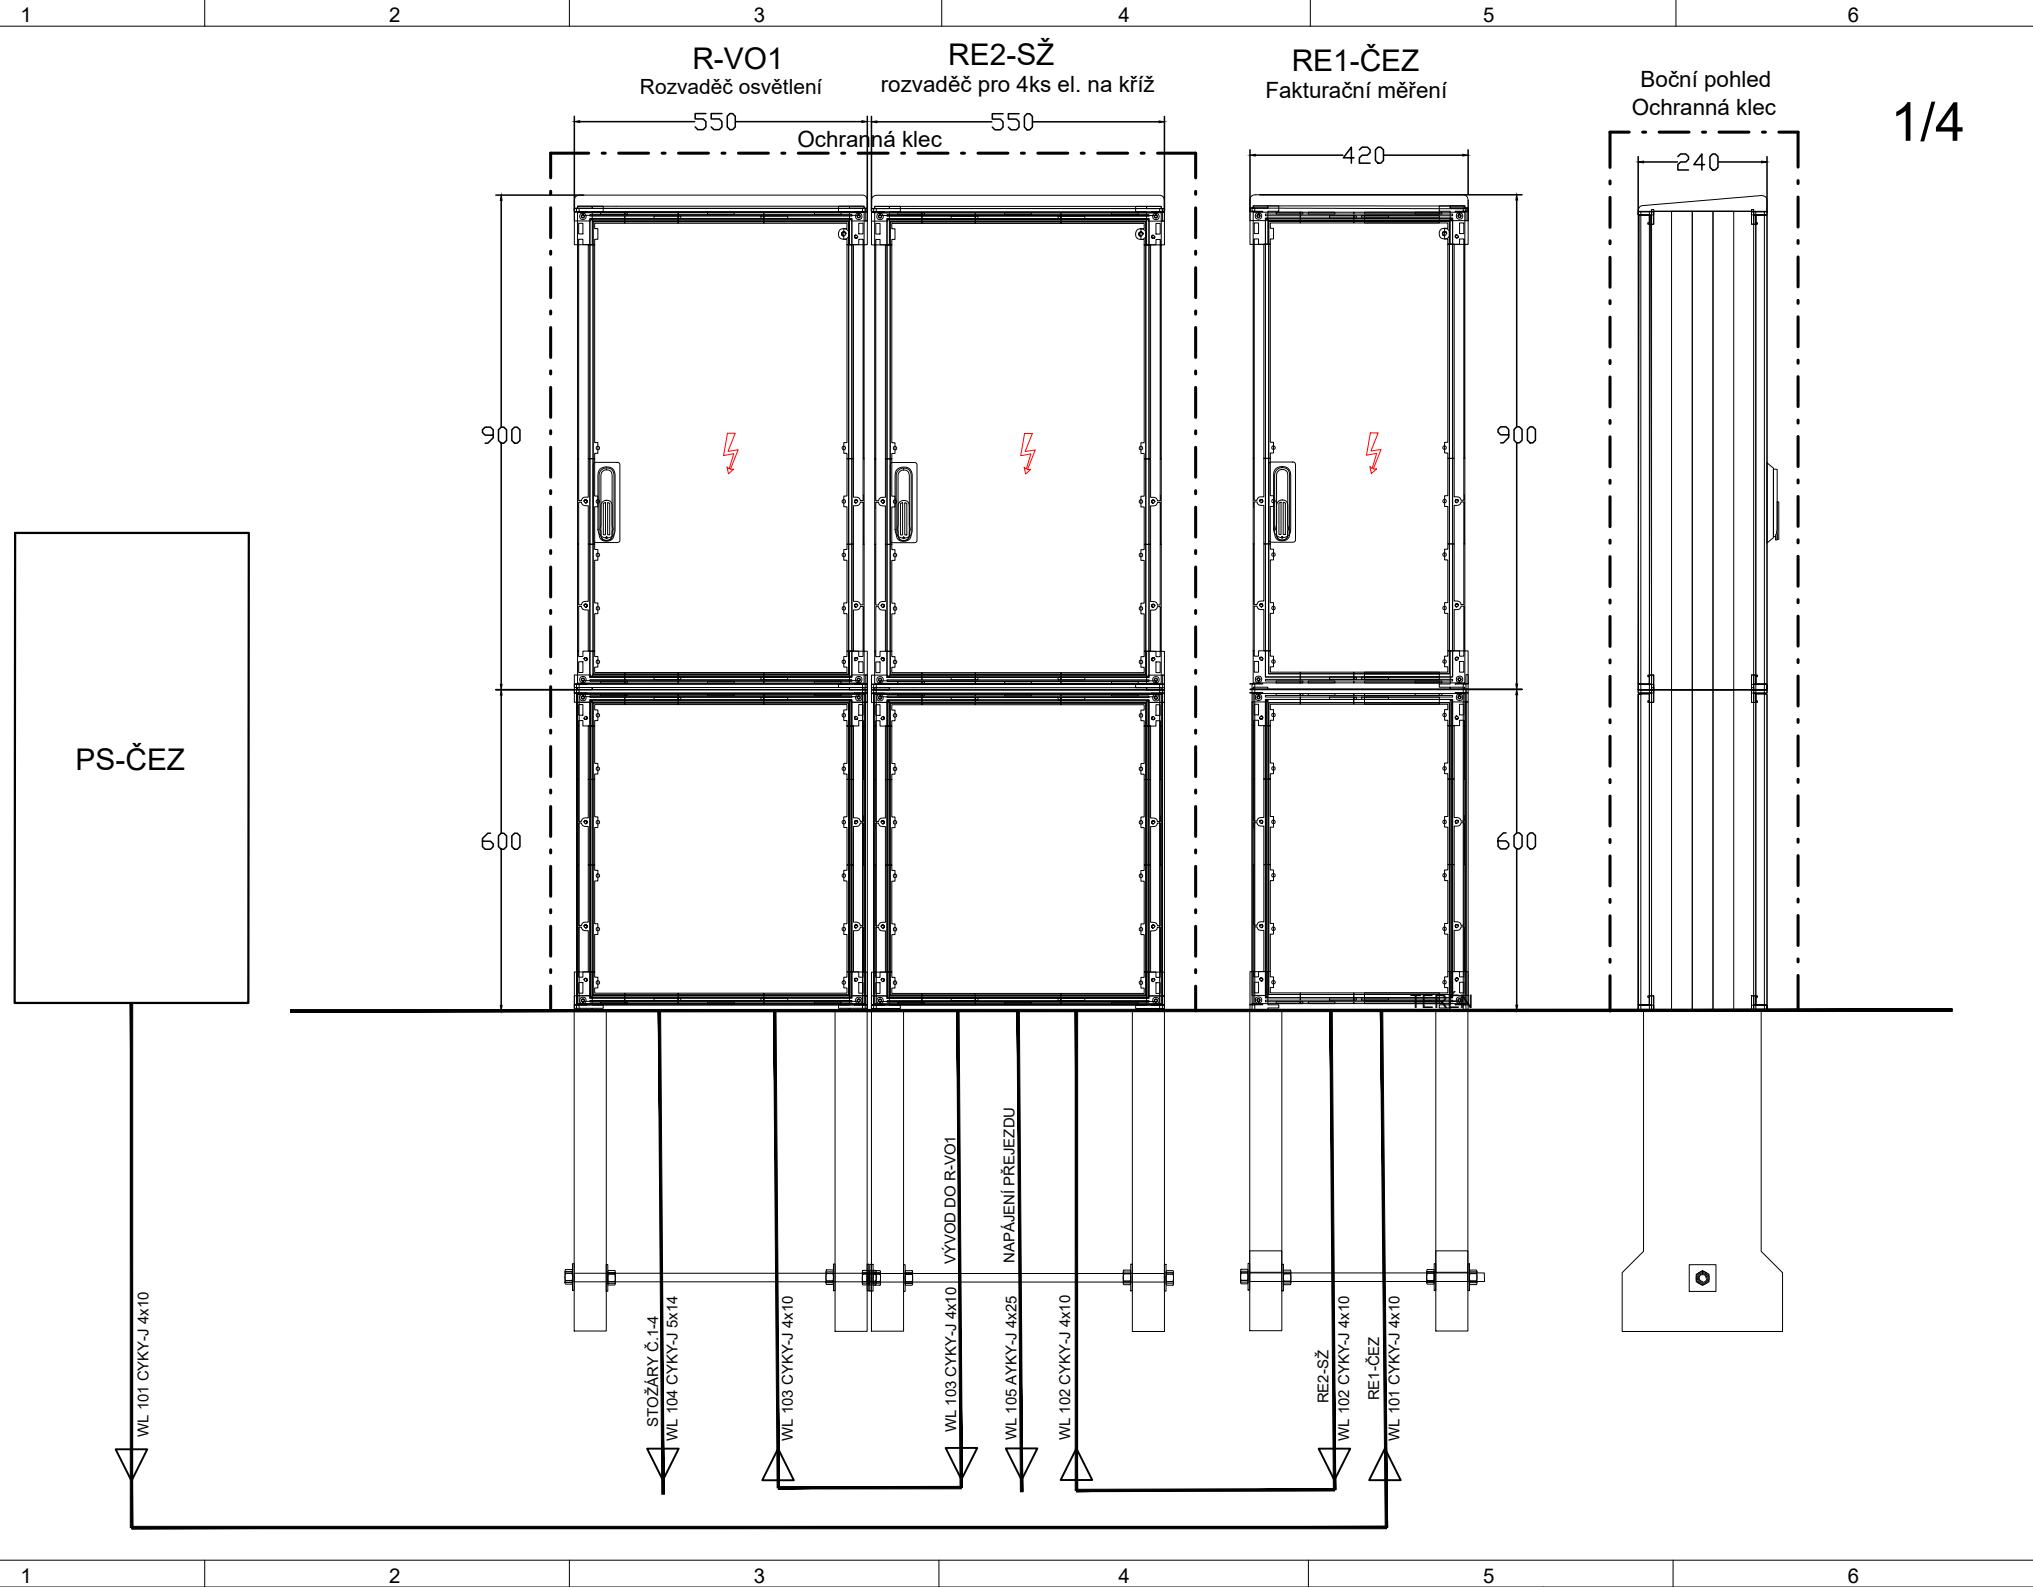 1 2 3 4 5 6
R-VO1
Rozvaděč osvětlení
RE2-SŽ
rozvaděč pro 4ks el. na kříž
RE1-ČEZ
Fakturační měření
Boční pohled
Ochranná klec
1/4
550
550
Ochranná klec
420
240
900
900
PS-ČEZ
600
600
TERÉN
WL 101 CYKY-J 4x10
STOŽÁRY Č.1-4
WL 104 CYKY-J 5x14
WL 103 CYKY-J 4x10
WL 103 CYKY-J 4x10 VÝVOD DO R-VO1
WL 105 AYKY-J 4x25 NAPÁJENÍ PŘEJEZDU
WL 102 CYKY-J 4x10
RE2-SŽ
WL 102 CYKY-J 4x10
RE1-ČEZ
WL 101 CYKY-J 4x10
1 2 3 4 5 6